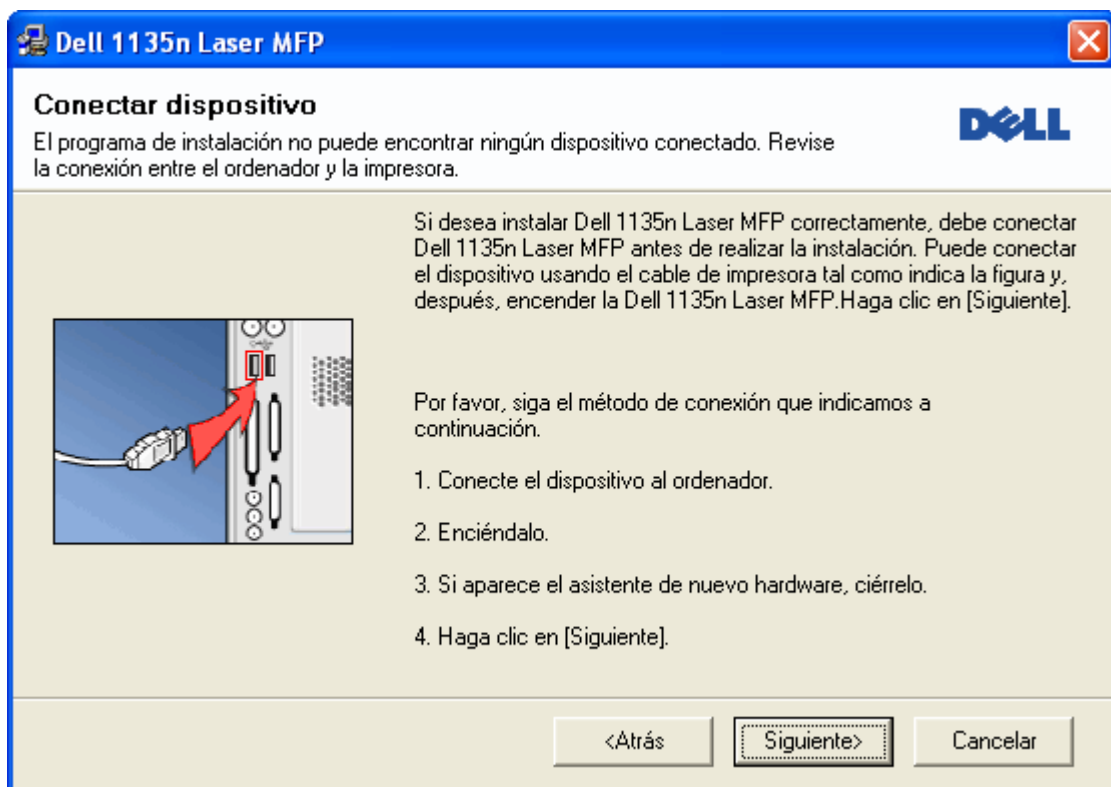 Dell 1135n Laser MFP
Conectar dispositivo
El programa de instalación no puede encontrar ningún dispositivo conectado. Revise
la conexión entre el ordenador y la impresora.
DELL
Si desea instalar Dell 1135n Laser MFP correctamente, debe conectar
Dell 1135n Laser MFP antes de realizar la instalación. Puede conectar
el dispositivo usando el cable de impresora tal como indica la figura y,
después, encender la Dell 1135n Laser MFP.Haga clic en [Siguiente].
Por favor, siga el método de conexión que indicamos a
continuación.
1. Conecte el dispositivo al ordenador.
2. Enciéndalo.
3. Si aparece el asistente de nuevo hardware, ciérrelo.
4. Haga clic en [Siguiente].
<Atrás
Siguiente>
Cancelar